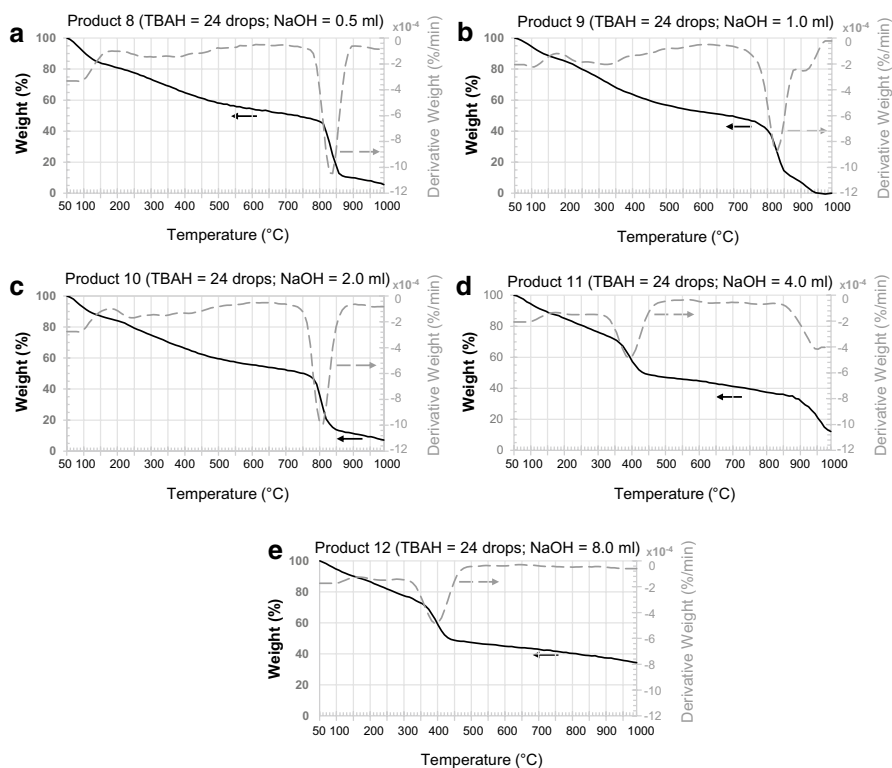 a
Product 8 (TBAH = 24 drops; NaOH = 0.5 ml)
x10-4
100
80
60
40
20
0
Weight (%)
0
-2
-4
-6
-8
-10
-12
Derivative Weight (%/min)
50 100 200 300 400 500 600 700 800 900 1000
Temperature (°C)
b
Product 9 (TBAH = 24 drops; NaOH = 1.0 ml)
x10-4
100
80
60
40
20
0
Weight (%)
0
-2
-4
-6
-8
-10
-12
Derivative Weight (%/min)
50 100 200 300 400 500 600 700 800 900 1000
Temperature (°C)
c
Product 10 (TBAH = 24 drops; NaOH = 2.0 ml)
x10-4
100
80
60
40
20
0
Weight (%)
0
-2
-4
-6
-8
-10
-12
Derivative Weight (%/min)
50 100 200 300 400 500 600 700 800 900 1000
Temperature (°C)
d
Product 11 (TBAH = 24 drops; NaOH = 4.0 ml)
x10-4
100
80
60
40
20
0
Weight (%)
0
-2
-4
-6
-8
-10
-12
Derivative Weight (%/min)
50 100 200 300 400 500 600 700 800 900 1000
Temperature (°C)
e
Product 12 (TBAH = 24 drops; NaOH = 8.0 ml)
x10-4
100
80
60
40
20
0
Weight (%)
0
-2
-4
-6
-8
-10
-12
Derivative Weight (%/min)
50 100 200 300 400 500 600 700 800 900 1000
Temperature (°C)